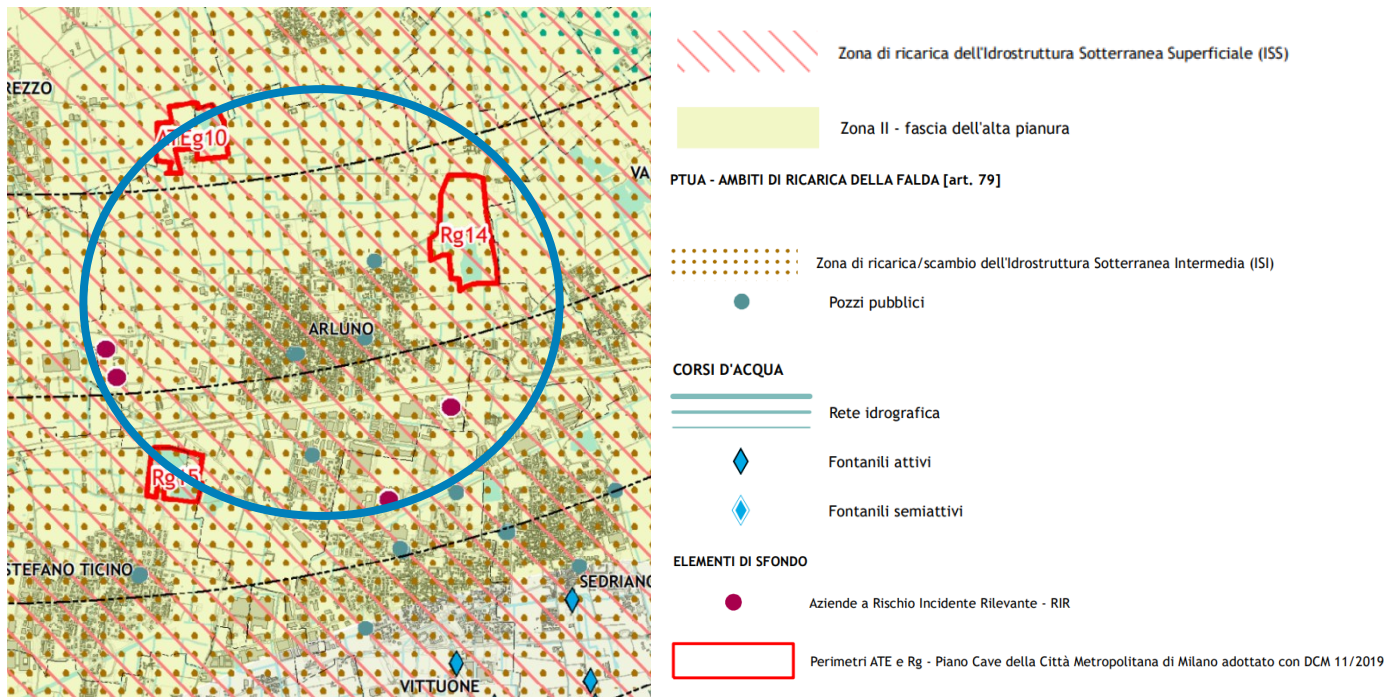 REZZO
ATEg10
VA
Rg14
ARLUNO
Rg15
STEFANO TICINO
SEDRIANO
VITTUONE
Zona di ricarica dell'Idrostruttura Sotterranea Superficiale (ISS)
Zona II - fascia dell'alta pianura
PTUA - AMBITI DI RICARICA DELLA FALDA [art. 79]
Zona di ricarica/scambio dell'Idrostruttura Sotterranea Intermedia (ISI)
Pozzi pubblici
CORSI D'ACQUA
Rete idrografica
Fontanili attivi
Fontanili semiattivi
ELEMENTI DI SFONDO
Aziende a Rischio Incidente Rilevante - RIR
Perimetri ATE e Rg - Piano Cave della Città Metropolitana di Milano adottato con DCM 11/2019